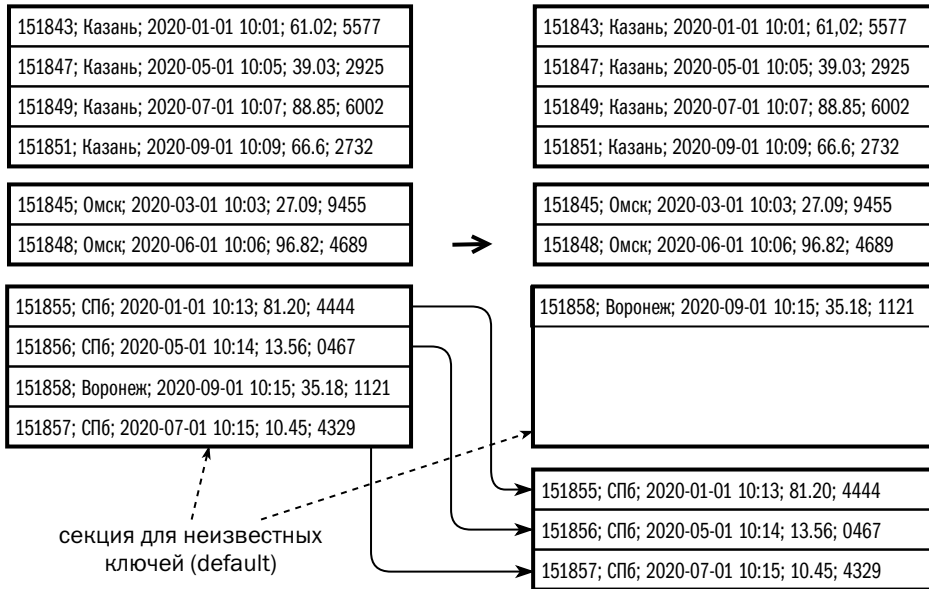 151843; Казань; 2020-01-01 10:01; 61.02; 5577
151847; Казань; 2020-05-01 10:05; 39.03; 2925
151849; Казань; 2020-07-01 10:07; 88.85; 6002
151851; Казань; 2020-09-01 10:09; 66.6; 2732
151845; Омск; 2020-03-01 10:03; 27.09; 9455
151848; Омск; 2020-06-01 10:06; 96.82; 4689
151855; СПб; 2020-01-01 10:13; 81.20; 4444
151856; СПб; 2020-05-01 10:14; 13.56; 0467
151858; Воронеж; 2020-09-01 10:15; 35.18; 1121
151857; СПб; 2020-07-01 10:15; 10.45; 4329
секция для неизвестных
ключей (default)
151843; Казань; 2020-01-01 10:01; 61,02; 5577
151847; Казань; 2020-05-01 10:05; 39.03; 2925
151849; Казань; 2020-07-01 10:07; 88.85; 6002
151851; Казань; 2020-09-01 10:09; 66.6; 2732
151845; Омск; 2020-03-01 10:03; 27.09; 9455
151848; Омск; 2020-06-01 10:06; 96.82; 4689
151858; Воронеж; 2020-09-01 10:15; 35.18; 1121
151855; СПб; 2020-01-01 10:13; 81.20; 4444
151856; СПб; 2020-05-01 10:14; 13.56; 0467
151857; СПб; 2020-07-01 10:15; 10.45; 4329